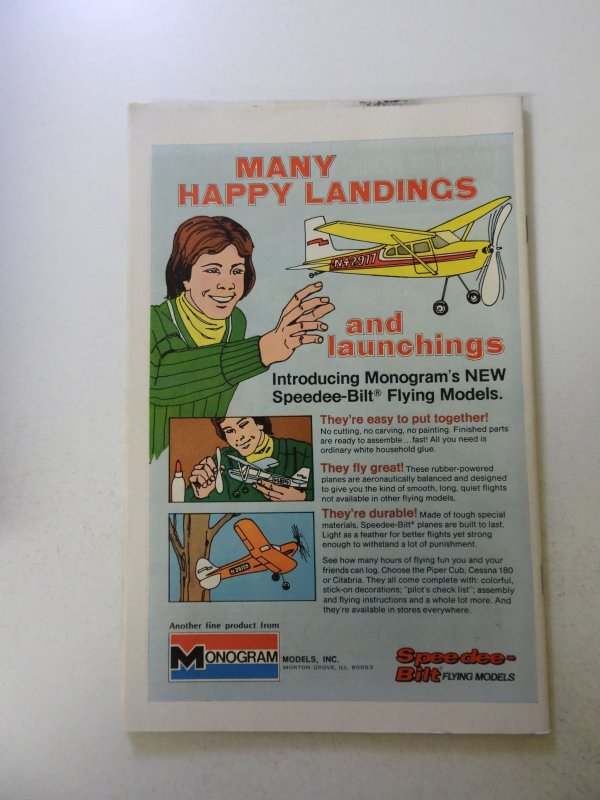 MANY
HAPPY LANDINGS
N42917
and
launchings
Introducing Monogram's NEW
Speedee-Bilt® Flying Models.
They're easy to put together!
No cutting, no carving, no painting. Finished parts
are ready to assemble...fast! All you need is
ordinary white household glue.
They fly great! These rubber-powered
planes are aeronautically balanced and designed
to give you the kind of smooth, long, quiet flights
not available in other flying models.
They're durable! Made of tough special
materials, Speedee-Bilt® planes are built to last.
Light as a feather for better flights yet strong
enough to withstand a lot of punishment.
See how many hours of flying fun you and your
friends can log. Choose the Piper Cub, Cessna 180
or Citabria. They all come complete with: colorful,
stick-on decorations; "pilot's check list"; assembly
and flying instructions and a whole lot more. And
they're available in stores everywhere.
Another fine product from
MONOGRAM MODELS, INC.
MORTON GROVE, ILL. 60053
Speedee-
Bilt® FLYING MODELS